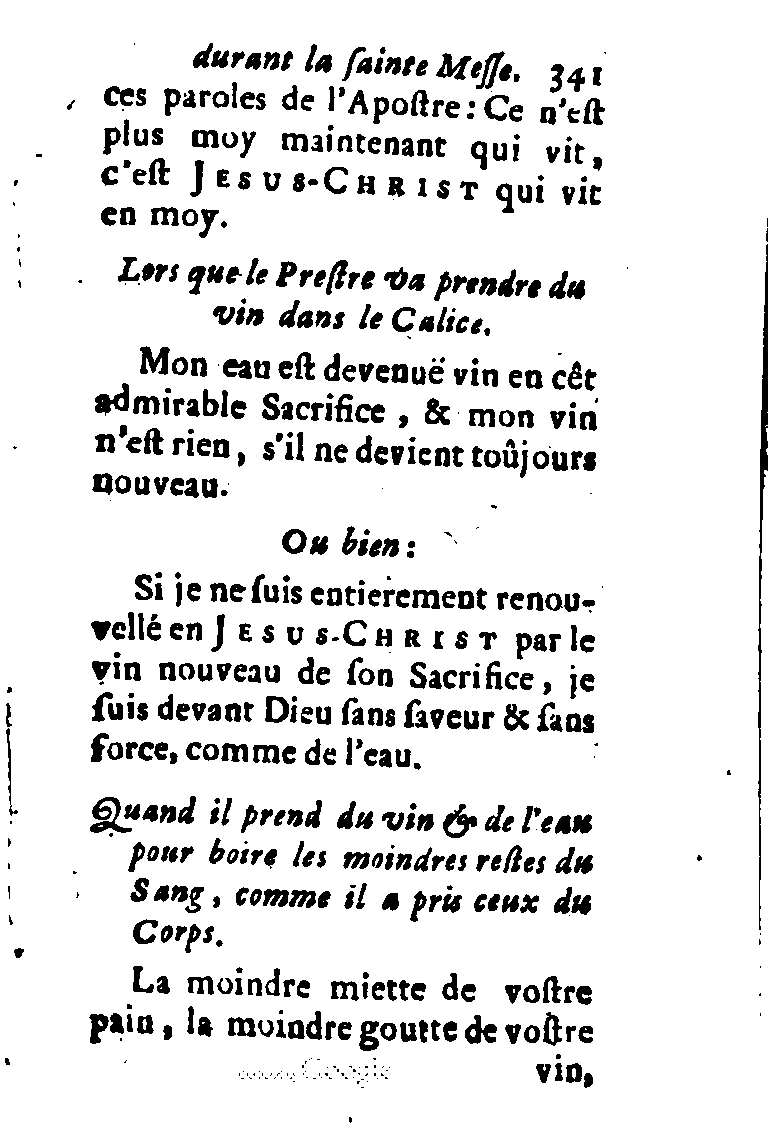 durant la ſainte Meſſe. 341
ces paroles de l'Apoſtre: Ce n'eſt
plus moy maintenant qui vit,
c'eſt JESUS-CHRIST qui vit
en moy.
Lors que le Preſtre va prendre du
vin dans le Calice.
Mon eau eſt devenuë vin en cêt
admirable Sacrifice, & mon vin
n'eſt rien, s'il ne devient toûjours
nouveau.
Ou bien:
Si je ne ſuis entierement renou-
vellé en JESUS-CHRIST par le
vin nouveau de ſon Sacrifice, je
ſuis devant Dieu ſans ſaveur & ſans
force, comme de l'eau.
Quand il prend du vin & de l'eau
pour boire les moindres reſtes du
Sang, comme il a pris ceux du
Corps.
La moindre miette de voſtre
pain, la moindre goutte de voſtre
vin,
Google